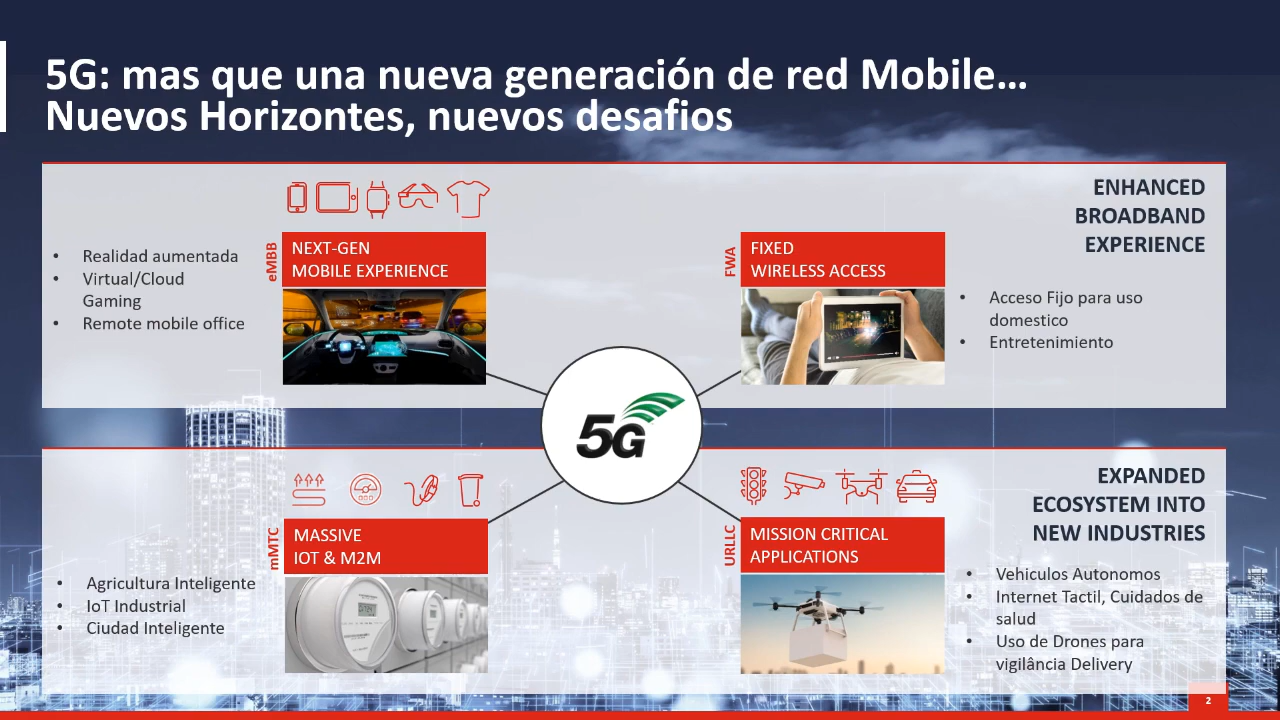 5G: mas que una nueva generación de red Mobile...
Nuevos Horizontes, nuevos desafios
ENHANCED
BROADBAND
EXPERIENCE
• Realidad aumentada
• Virtual/Cloud
Gaming
• Remote mobile office
eMBB
NEXT-GEN
MOBILE EXPERIENCE
FWA
FIXED
WIRELESS ACCESS
• Acceso Fijo para uso
domestico
• Entretenimiento
5G
EXPANDED
ECOSYSTEM INTO
NEW INDUSTRIES
• Agricultura Inteligente
• IoT Industrial
• Ciudad Inteligente
mMTC
MASSIVE
IOT & M2M
URLLC
MISSION CRITICAL
APPLICATIONS
• Vehiculos Autonomos
• Internet Tactil, Cuidados de
salud
• Uso de Drones para
vigilância Delivery
2